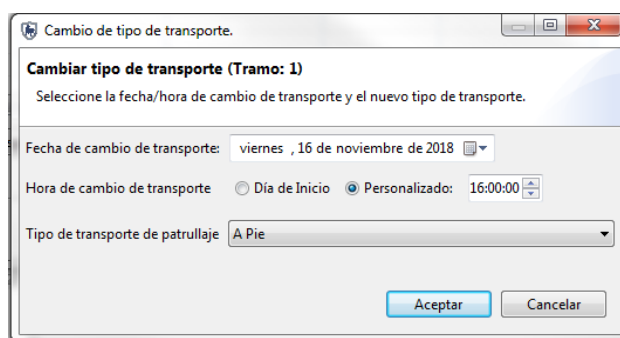 Cambio de tipo de transporte.
Cambiar tipo de transporte (Tramo: 1)
Seleccione la fecha/hora de cambio de transporte y el nuevo tipo de transporte.
Fecha de cambio de transporte: viernes , 16 de noviembre de 2018
Hora de cambio de transporte Día de Inicio Personalizado: 16:00:00
Tipo de transporte de patrullaje A Pie
Aceptar Cancelar